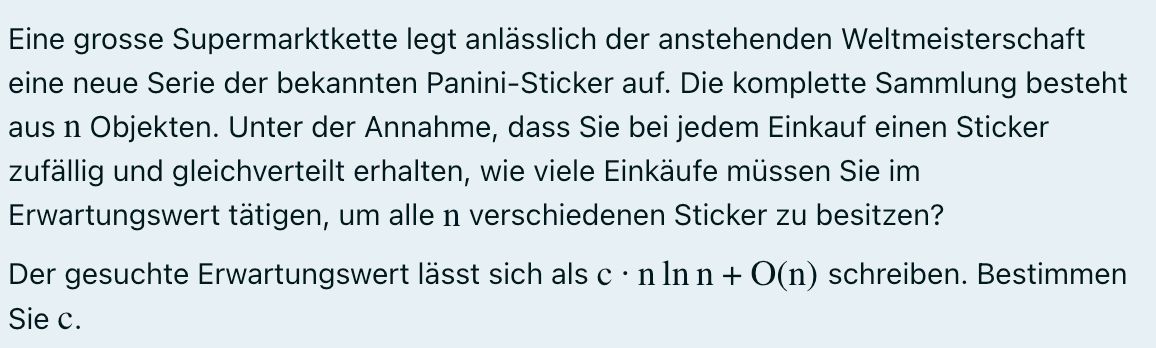 Eine grosse Supermarktkette legt anlässlich der anstehenden Weltmeisterschaft
eine neue Serie der bekannten Panini-Sticker auf. Die komplette Sammlung besteht
aus n Objekten. Unter der Annahme, dass Sie bei jedem Einkauf einen Sticker
zufällig und gleichverteilt erhalten, wie viele Einkäufe müssen Sie im
Erwartungswert tätigen, um alle n verschiedenen Sticker zu besitzen?
Der gesuchte Erwartungswert lässt sich als c · n ln n + O(n) schreiben. Bestimmen
Sie c.